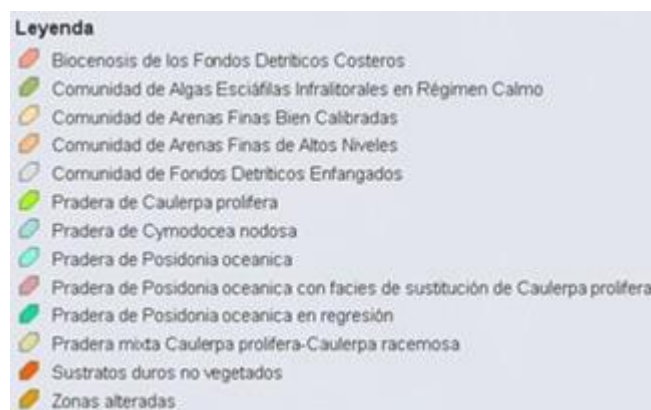 Leyenda
Biocenosis de los Fondos Detríticos Costeros
Comunidad de Algas Esciáfilas Infralitorales en Régimen Calmo
Comunidad de Arenas Finas Bien Calibradas
Comunidad de Arenas Finas de Altos Niveles
Comunidad de Fondos Detríticos Enfangados
Pradera de Caulerpa prolifera
Pradera de Cymodocea nodosa
Pradera de Posidonia oceanica
Pradera de Posidonia oceanica con facies de sustitución de Caulerpa prolifera
Pradera de Posidonia oceanica en regresión
Pradera mixta Caulerpa prolifera-Caulerpa racemosa
Sustratos duros no vegetados
Zonas alteradas